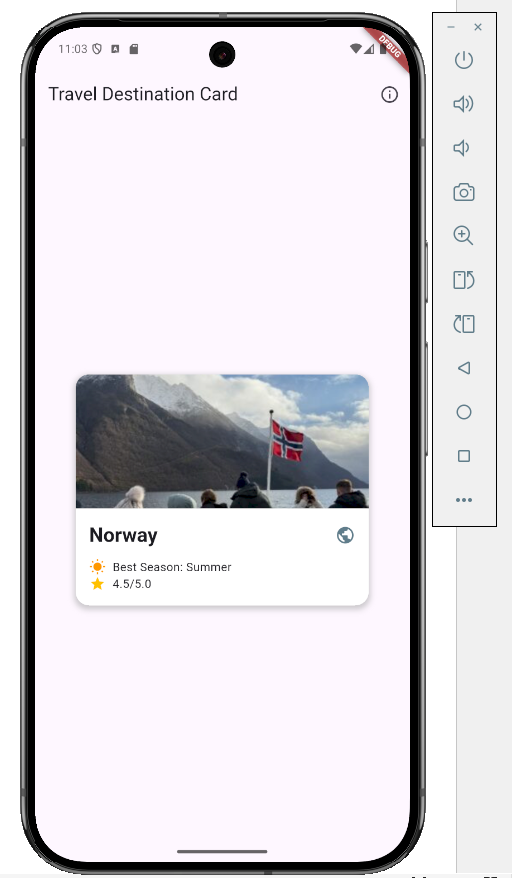 11:03
DEBUG
Travel Destination Card
Norway
Best Season: Summer
4.5/5.0